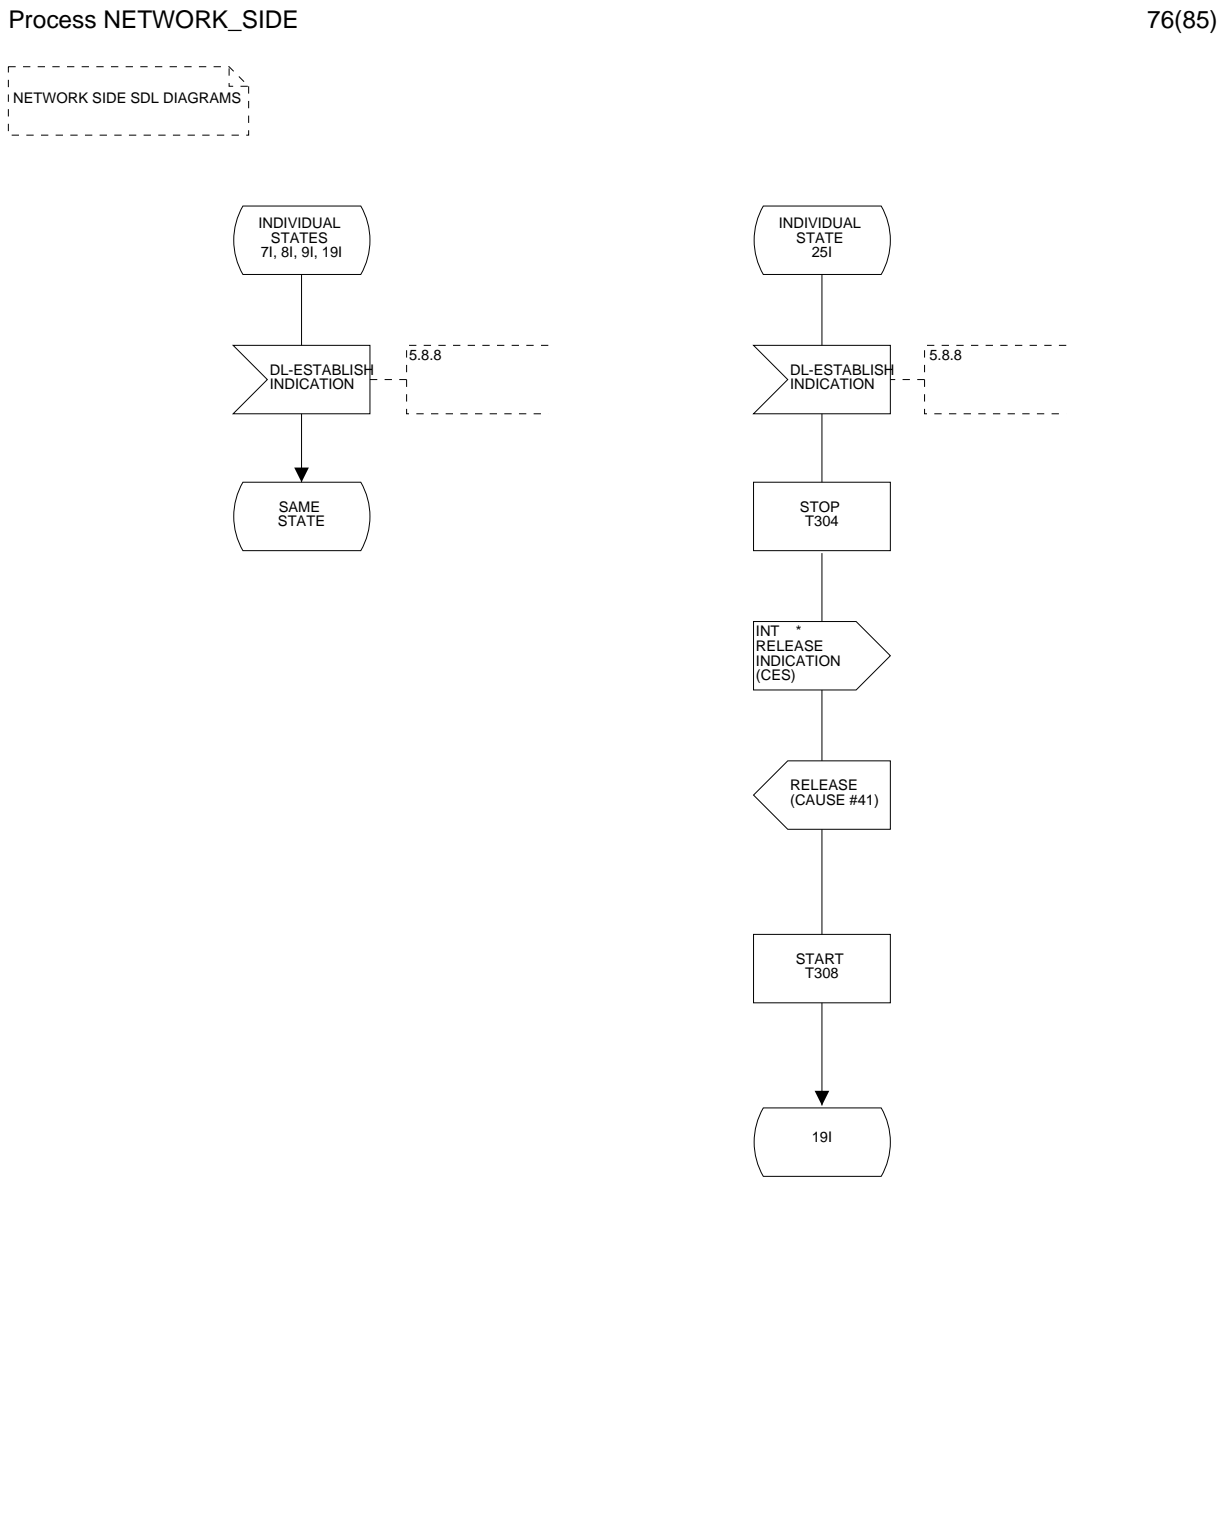 Process NETWORK_SIDE
76(85)
NETWORK SIDE SDL DIAGRAMS
INDIVIDUAL
STATES
7I, 8I, 9I, 19I
DL-ESTABLISH
INDICATION
5.8.8
SAME
STATE
INDIVIDUAL
STATE
25I
DL-ESTABLISH
INDICATION
5.8.8
STOP
T304
INT *
RELEASE
INDICATION
(CES)
RELEASE
(CAUSE #41)
START
T308
19I